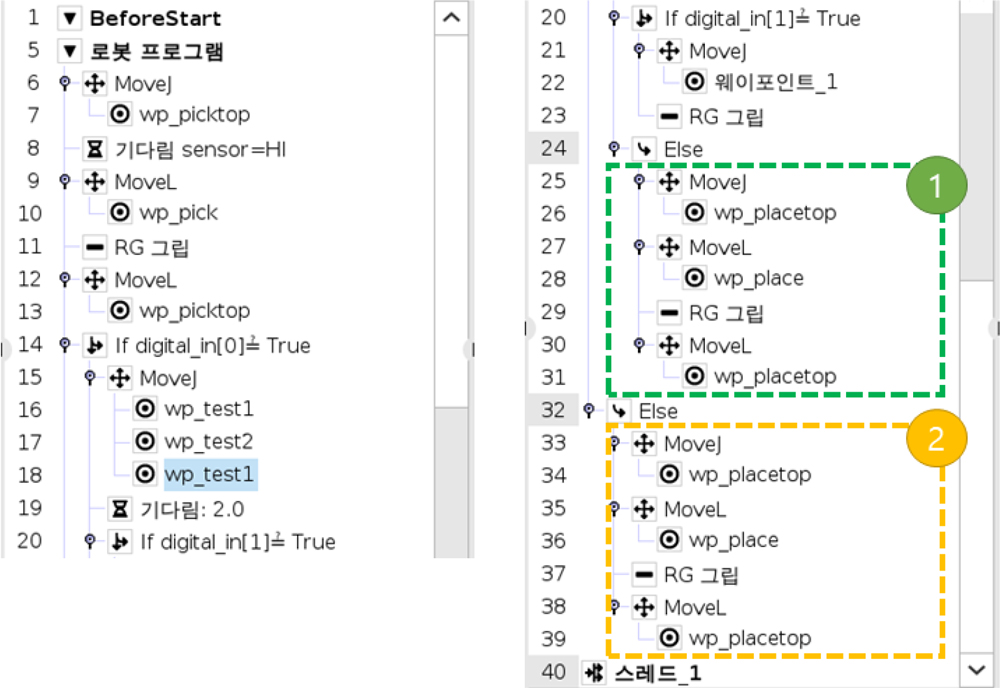 1 ▼ BeforeStart
5 ▼ 로봇 프로그램
6 MoveJ
7 wp_picktop
8 기다림 sensor=HI
9 MoveL
10 wp_pick
11 RG 그립
12 MoveL
13 wp_picktop
14 If digital_in[0]≟ True
15 MoveJ
16 wp_test1
17 wp_test2
18 wp_test1
19 기다림: 2.0
20 If digital_in[1]≟ True
20 If digital_in[1]≟ True
21 MoveJ
22 웨이포인트_1
23 RG 그립
24 Else
25 MoveJ
1
26 wp_placetop
27 MoveL
28 wp_place
29 RG 그립
30 MoveL
31 wp_placetop
32 Else
33 MoveJ
2
34 wp_placetop
35 MoveL
36 wp_place
37 RG 그립
38 MoveL
39 wp_placetop
40 스레드_1